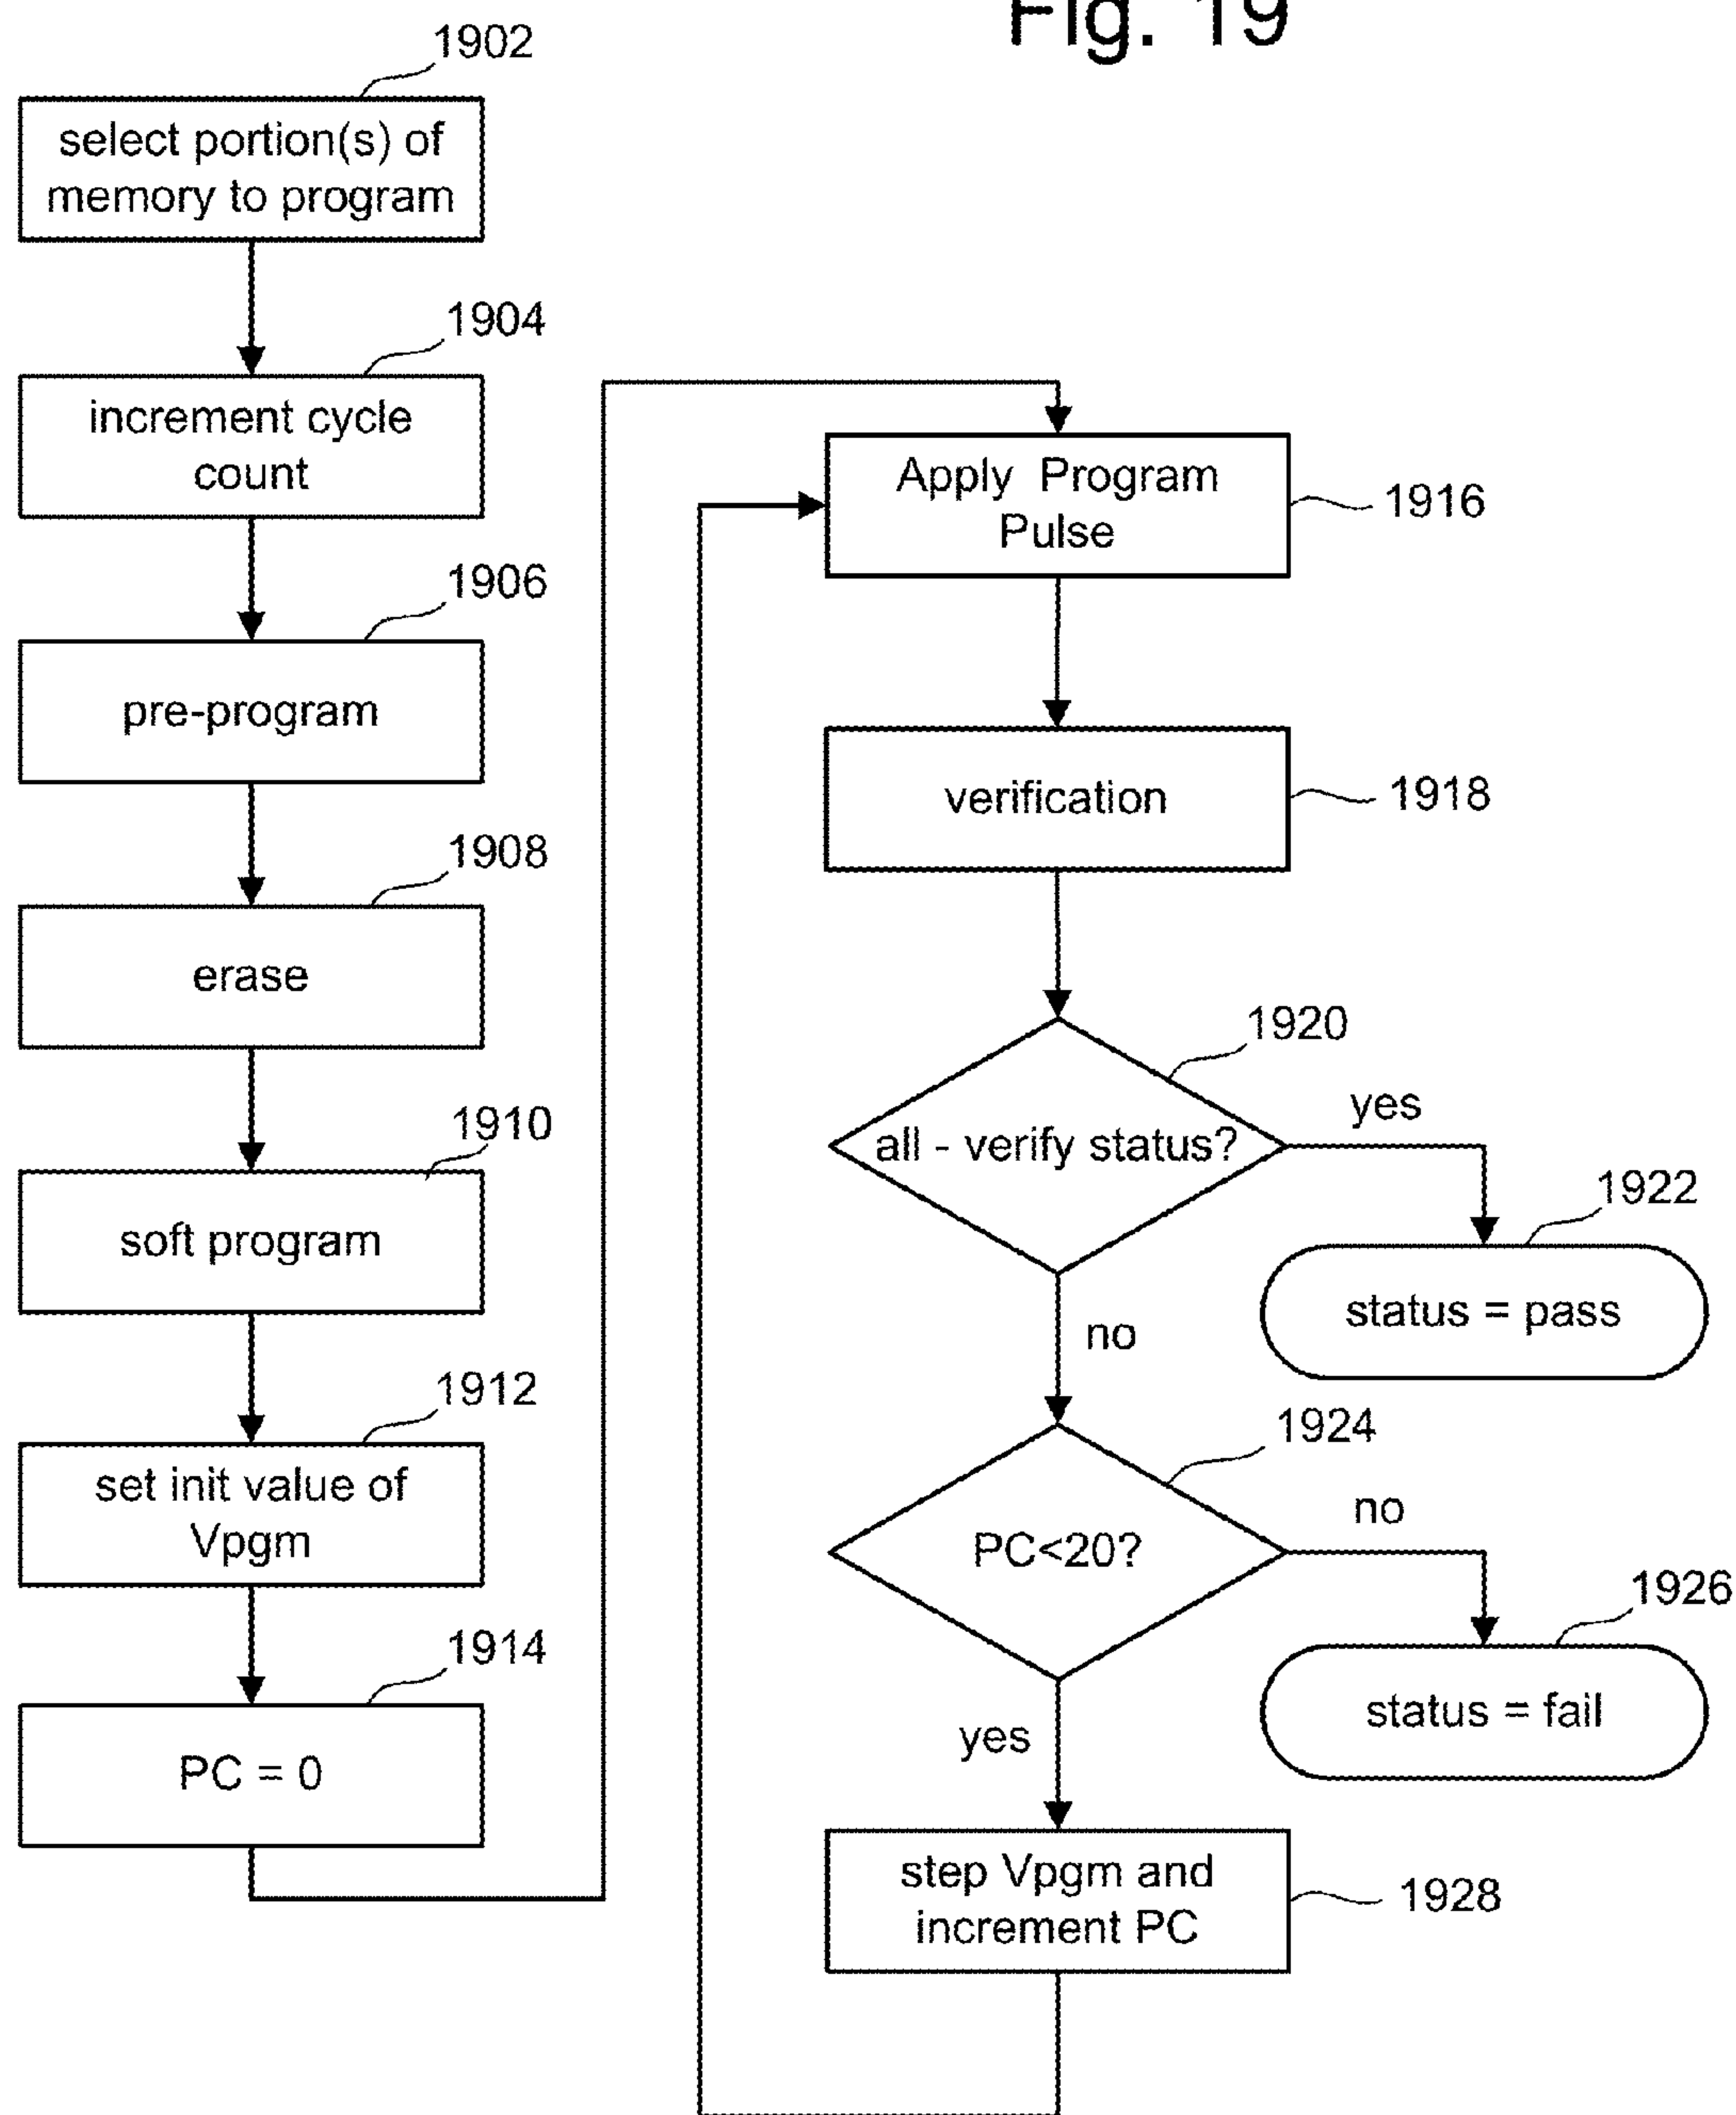 Fig. 19
1902
select portion(s) of
memory to program
1904
increment cycle
count
1906
pre-program
1908
erase
1910
soft program
1912
set init value of
Vpgm
1914
PC = 0
Apply Program
Pulse
1916
verification
1918
1920
all - verify status?
yes
1922
status = pass
no
1924
PC<20?
no
1926
status = fail
yes
step Vpgm and
increment PC
1928